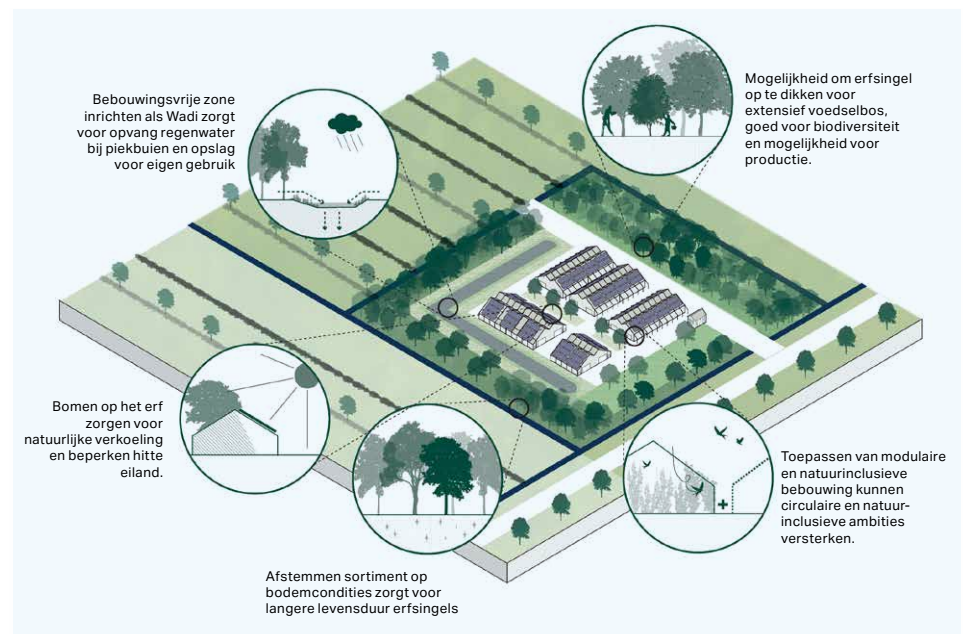 Bebouwingsvrije zone
inrichten als Wadi zorgt
voor opvang regenwater
bij piekbuien en opslag
voor eigen gebruik
Mogelijkheid om erfsingel
op te dikken voor
extensief voedselbos,
goed voor biodiversiteit
en mogelijkheid voor
productie.
Bomen op het erf
zorgen voor
natuurlijke verkoeling
en beperken hitte
eiland.
Toepassen van modulaire
en natuurinclusieve
bebouwing kunnen
circulaire en natuur-
inclusieve ambities
versterken.
Afstemmen sortiment op
bodemcondities zorgt voor
langere levensduur erfsingels